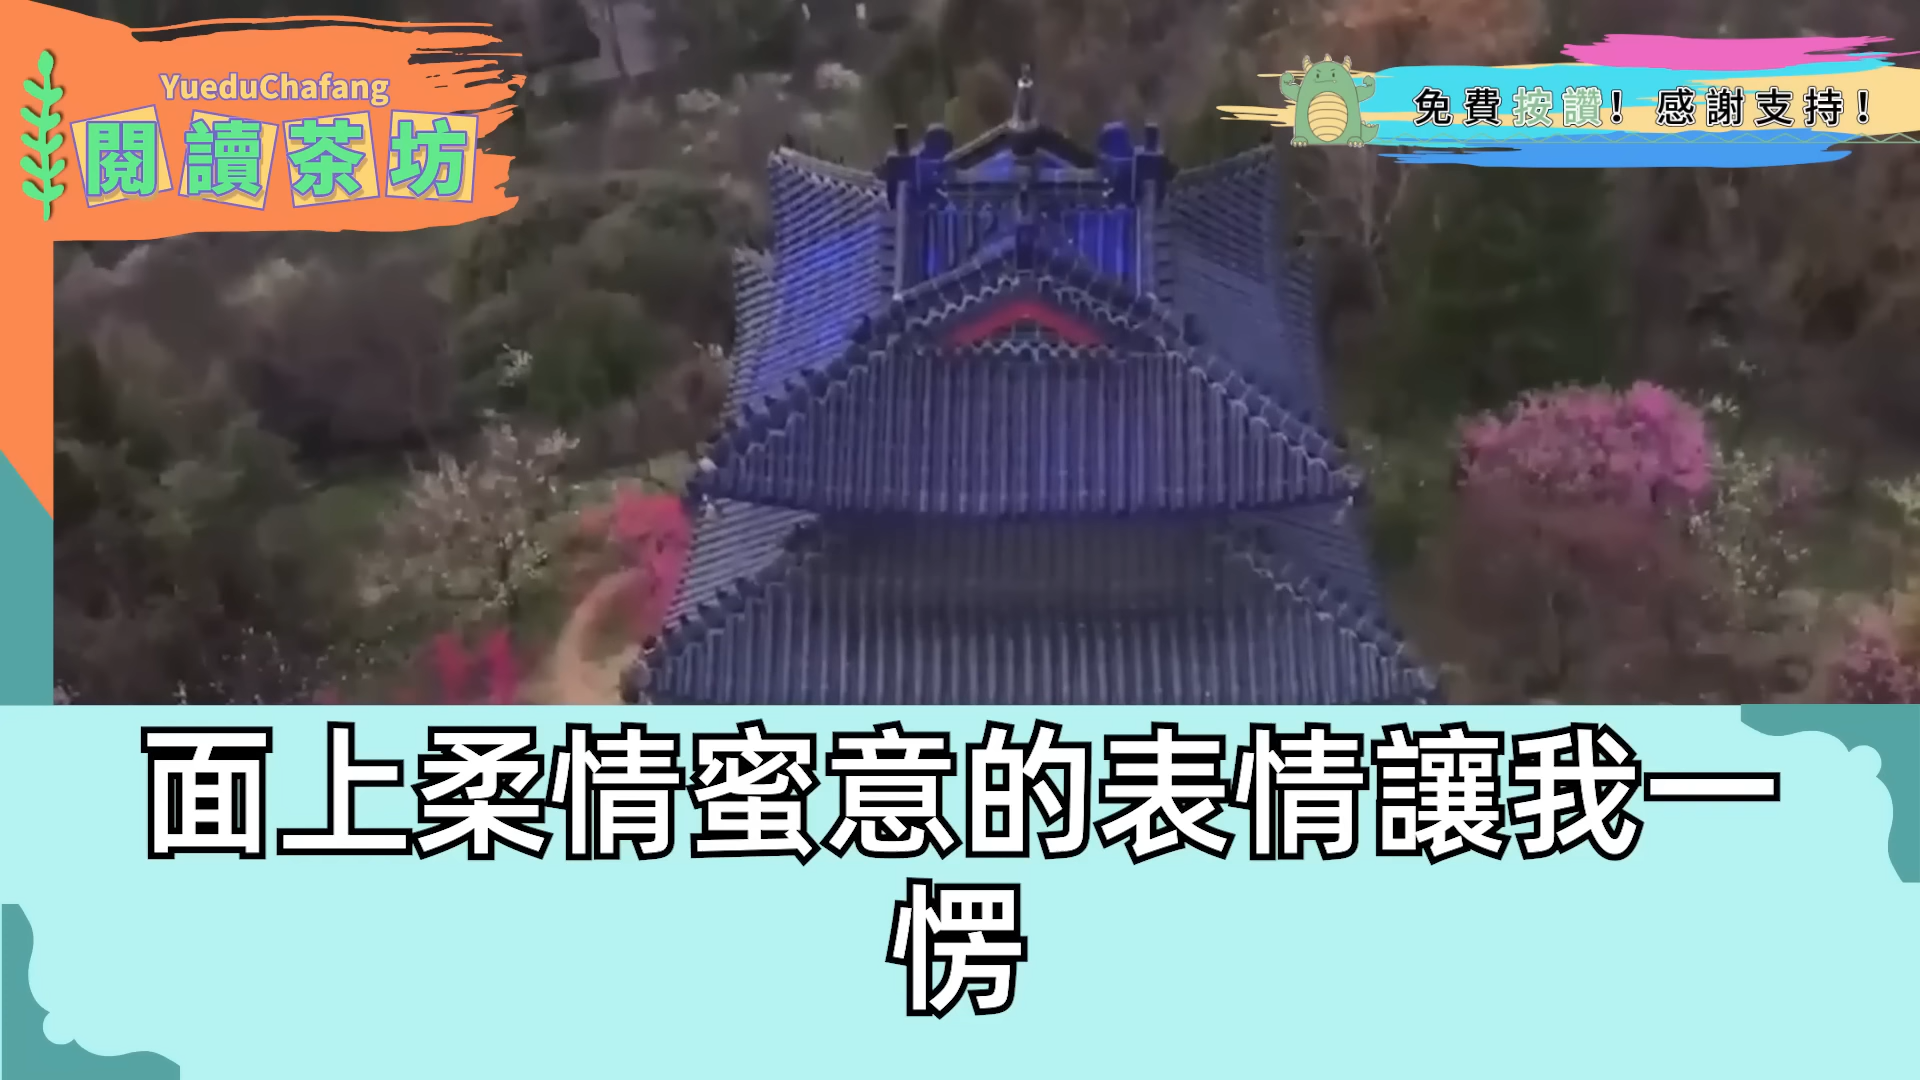 YueduChafang
閱讀茶坊
免費按讚！感謝支持！
面上柔情蜜意的表情讓我一
愣